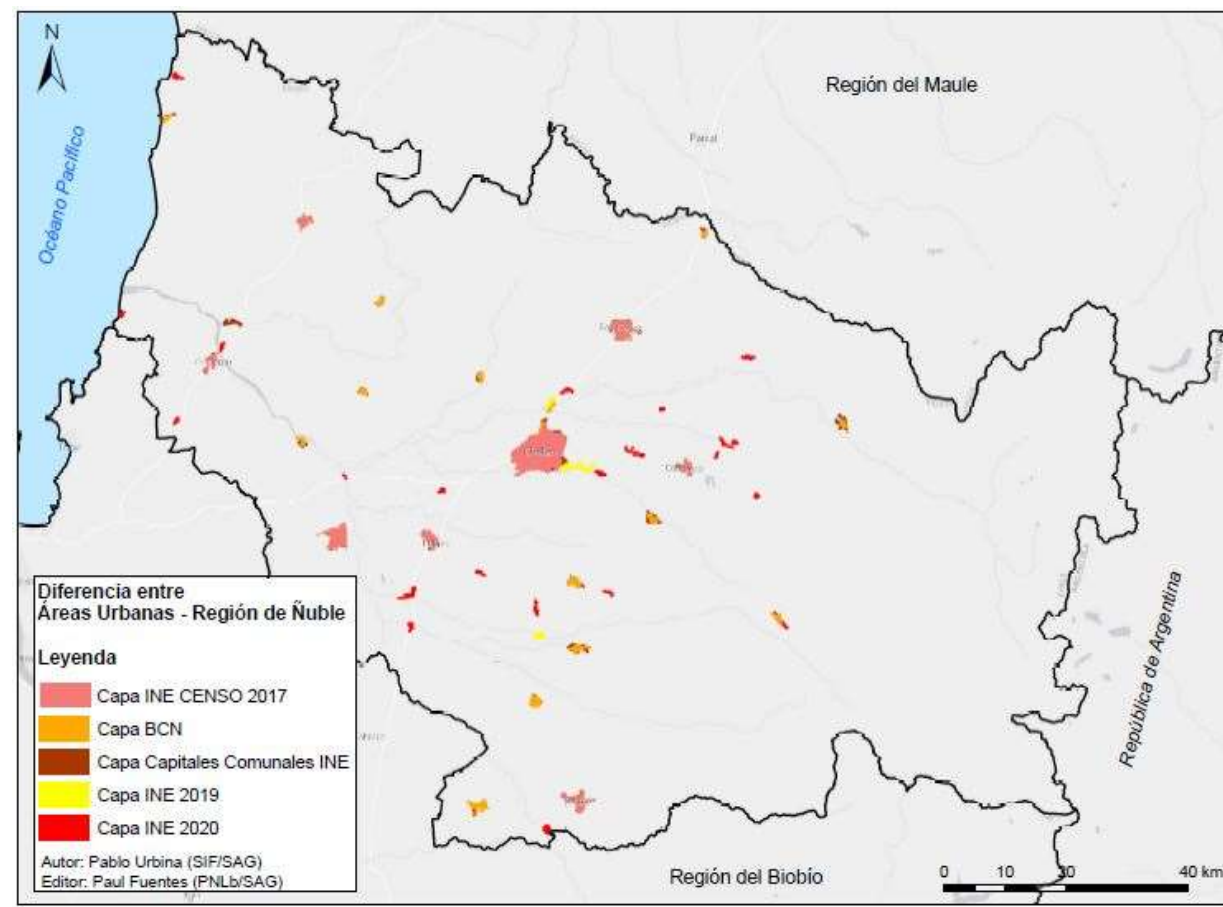 N
Región del Maule
Océano Pacífico
Parral
República de Argentina
Diferencia entre
Áreas Urbanas - Región de Ñuble
Leyenda
Capa INE CENSO 2017
Capa BCN
Capa Capitales Comunales INE
Capa INE 2019
Capa INE 2020
Autor: Pablo Urbina (SIF/SAG)
Editor: Paul Fuentes (PNLb/SAG)
Región del Biobío
0 10 20 40 km